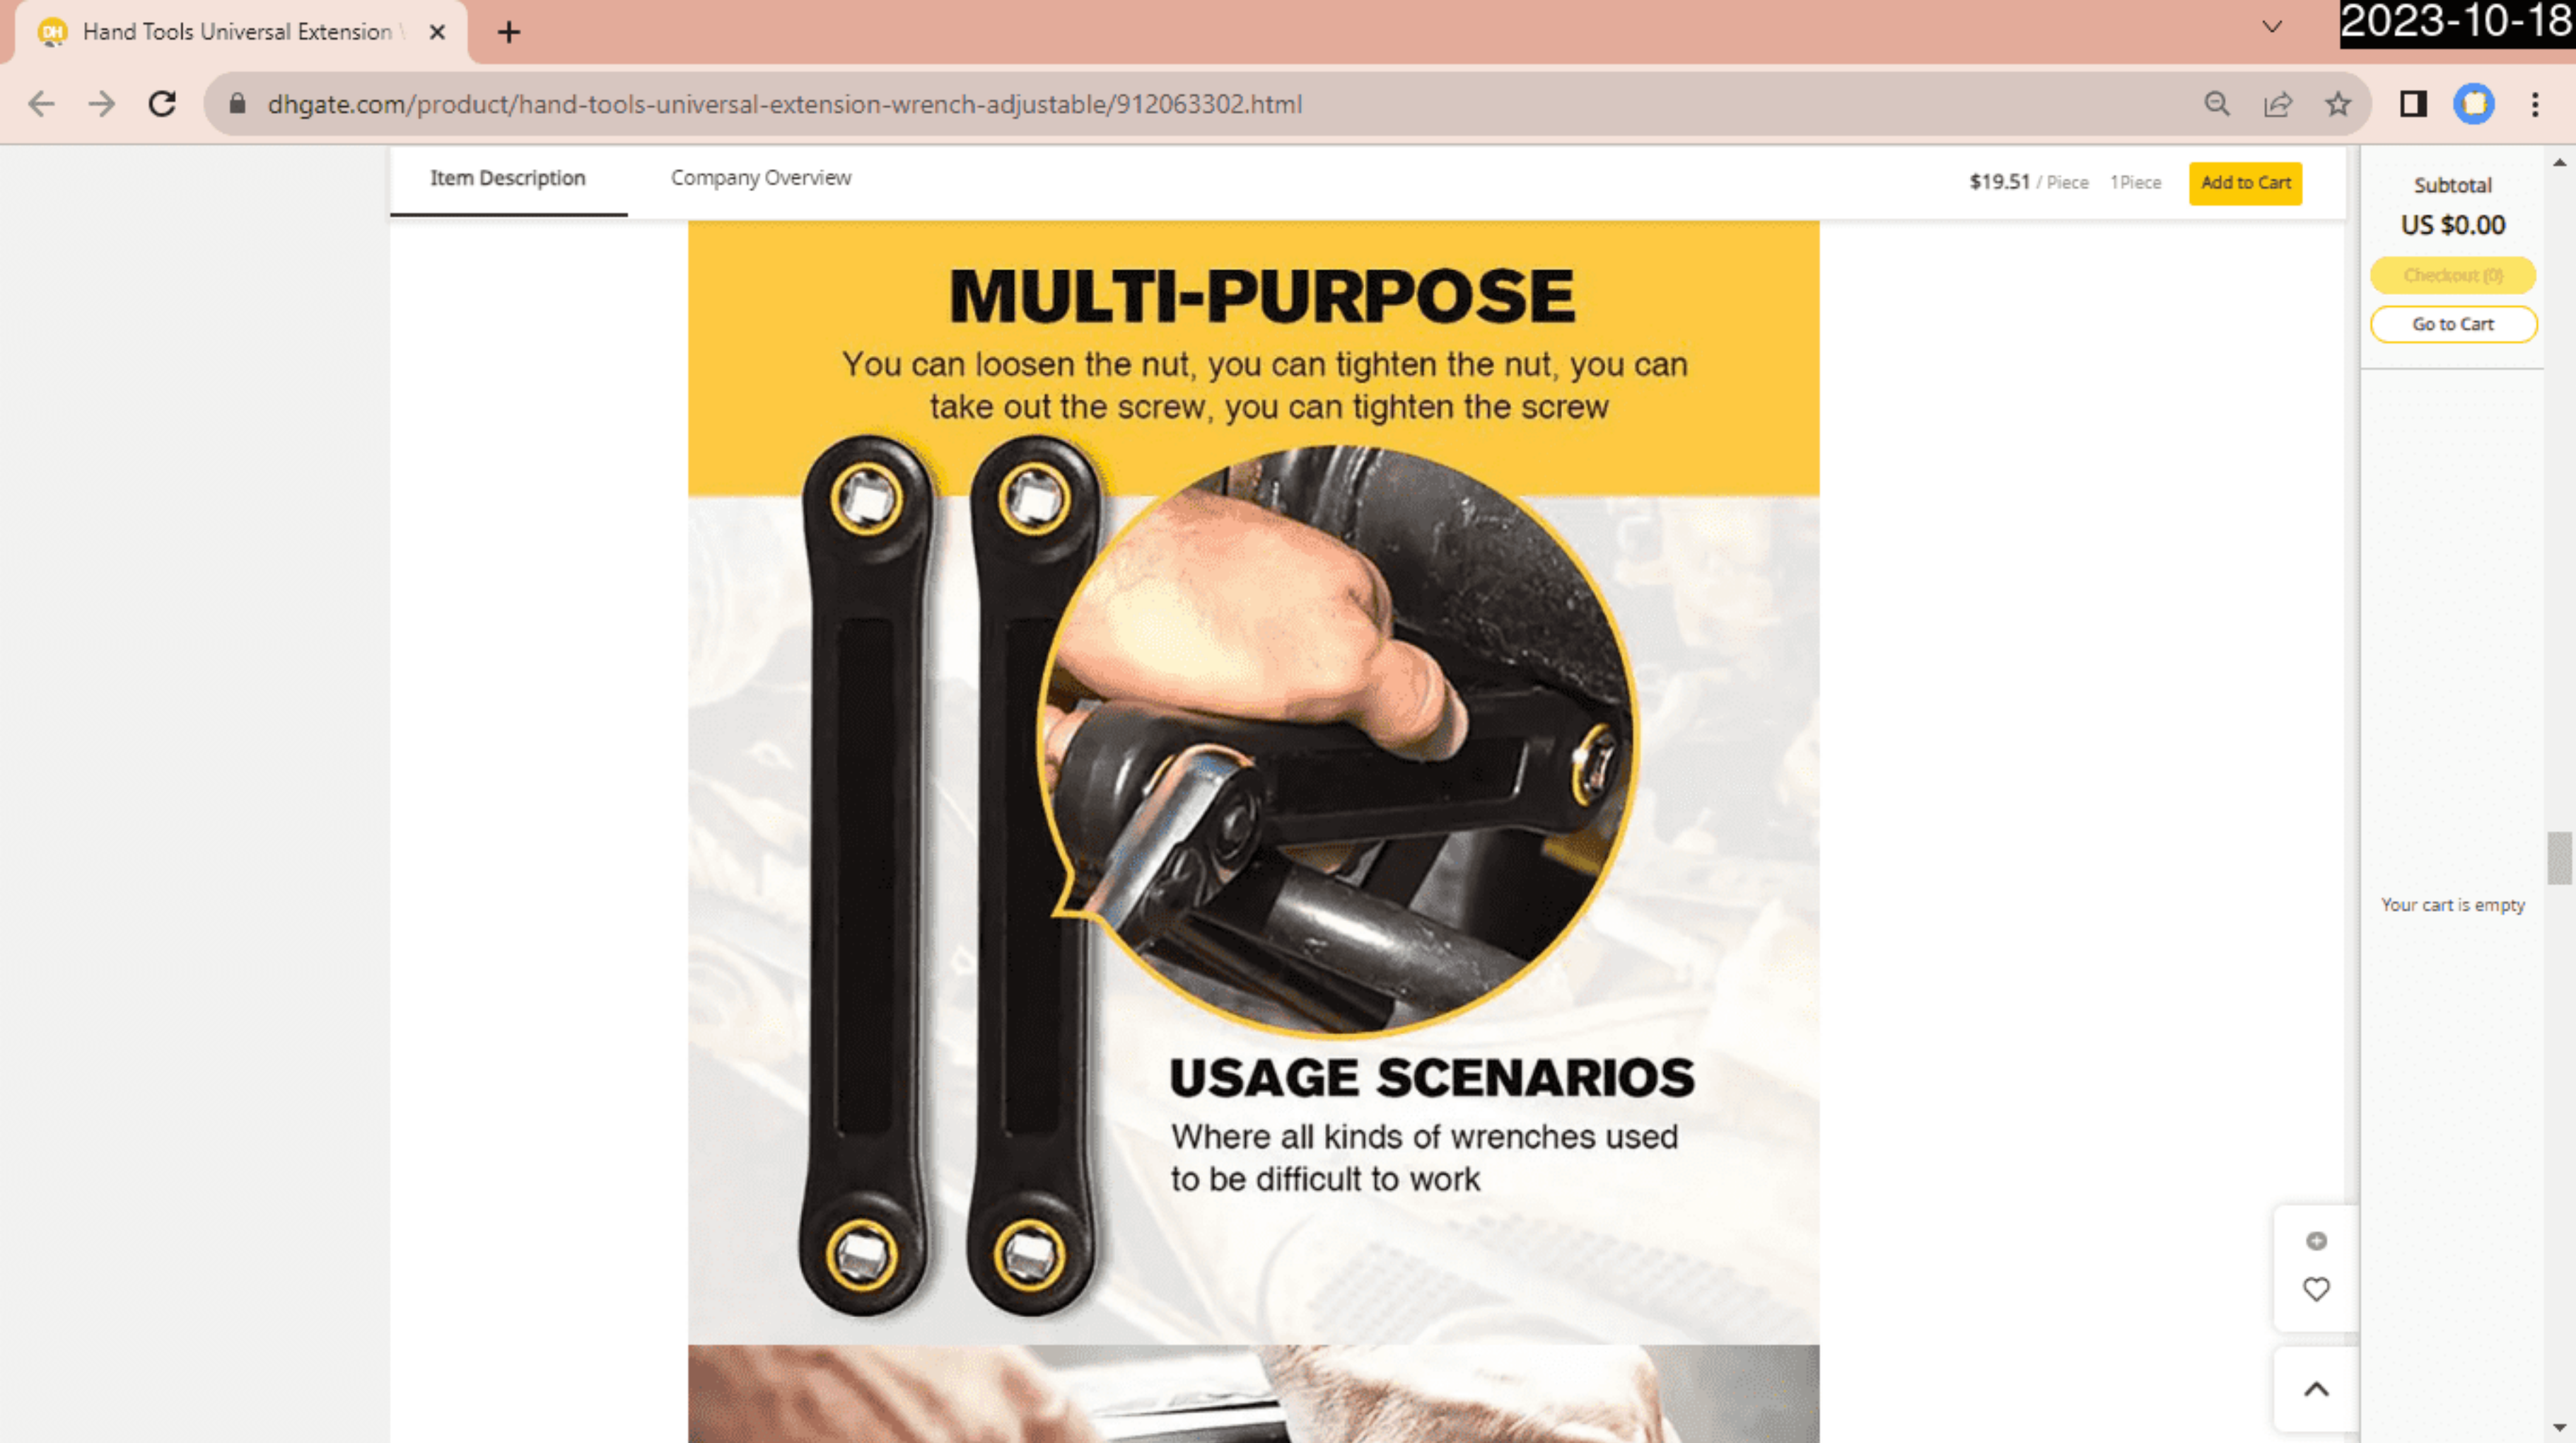 Hand Tools Universal Extension
2023-10-18
dhgate.com/product/hand-tools-universal-extension-wrench-adjustable/912063302.html
Item Description
Company Overview
$19.51 / Piece
1Piece
Add to Cart
Subtotal
US $0.00
Checkout (0)
Go to Cart
MULTI-PURPOSE
You can loosen the nut, you can tighten the nut, you can
take out the screw, you can tighten the screw
USAGE SCENARIOS
Where all kinds of wrenches used
to be difficult to work
Your cart is empty